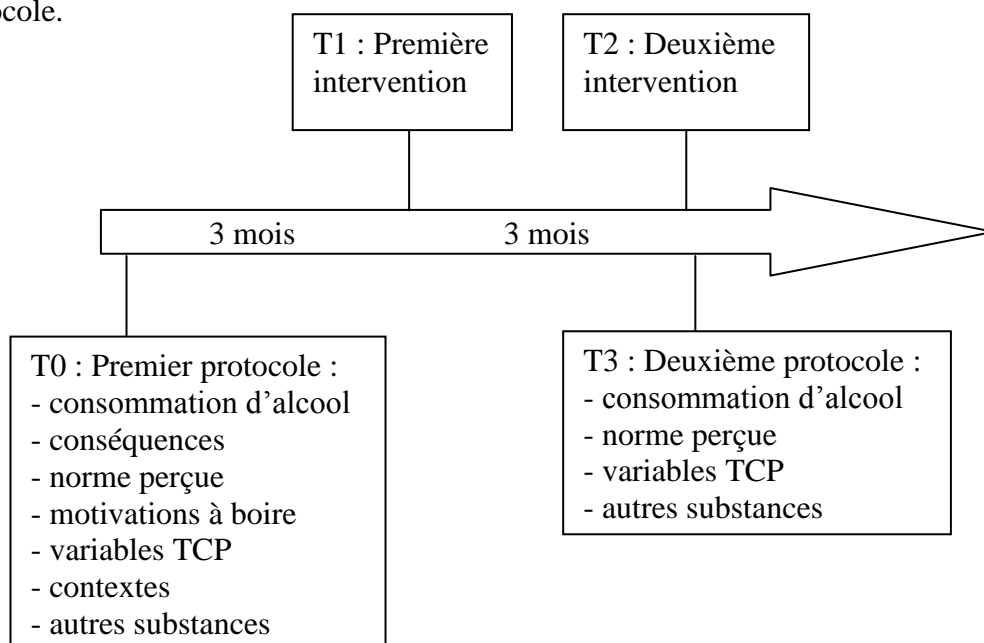 ocole.
T1 : Première
intervention
T2 : Deuxième
intervention
3 mois
3 mois
T0 : Premier protocole :
- consommation d’alcool
- conséquences
- norme perçue
- motivations à boire
- variables TCP
- contextes
- autres substances
T3 : Deuxième protocole :
- consommation d’alcool
- norme perçue
- variables TCP
- autres substances